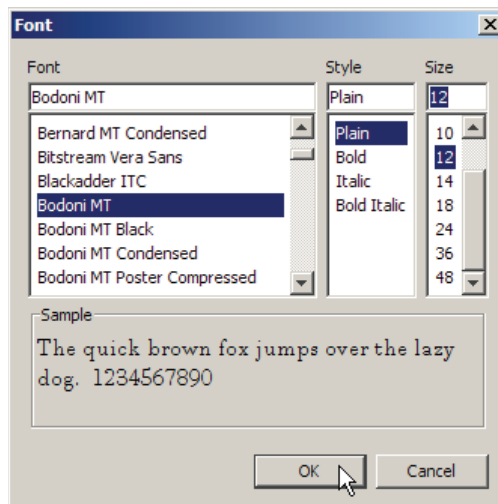 Font
Font Style Size
Bodoni MT Plain 12
Bernard MT Condensed Plain 10
Bitstream Vera Sans Bold 12
Blackadder ITC Italic 14
Bodoni MT Bold Italic 18
Bodoni MT Black 24
Bodoni MT Condensed 36
Bodoni MT Poster Compressed 48
Sample
The quick brown fox jumps over the lazy
dog. 1234567890
OK Cancel